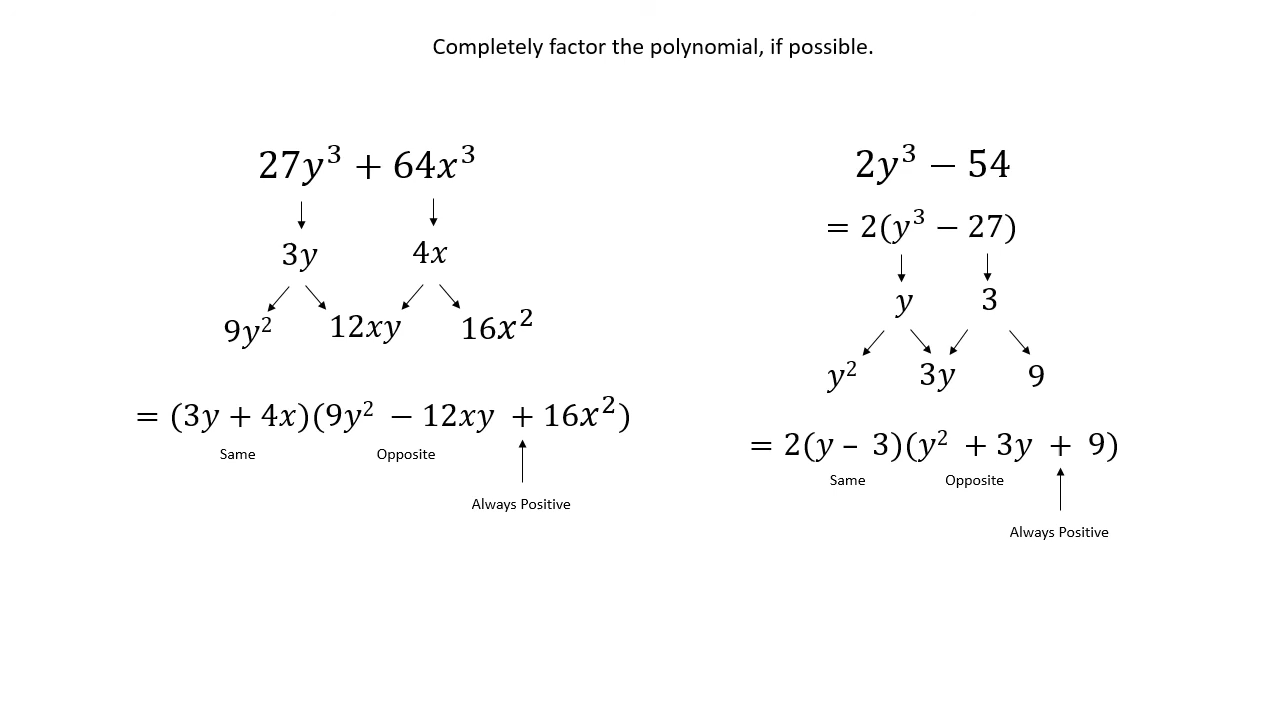 Completely factor the polynomial, if possible.
27y³ + 64x³
3y 4x
9y² 12xy 16x²
= (3y + 4x)(9y² − 12xy + 16x²)
Same Opposite
Always Positive
2y³ − 54
= 2(y³ − 27)
y 3
y² 3y 9
= 2(y – 3)(y² + 3y + 9)
Same Opposite
Always Positive